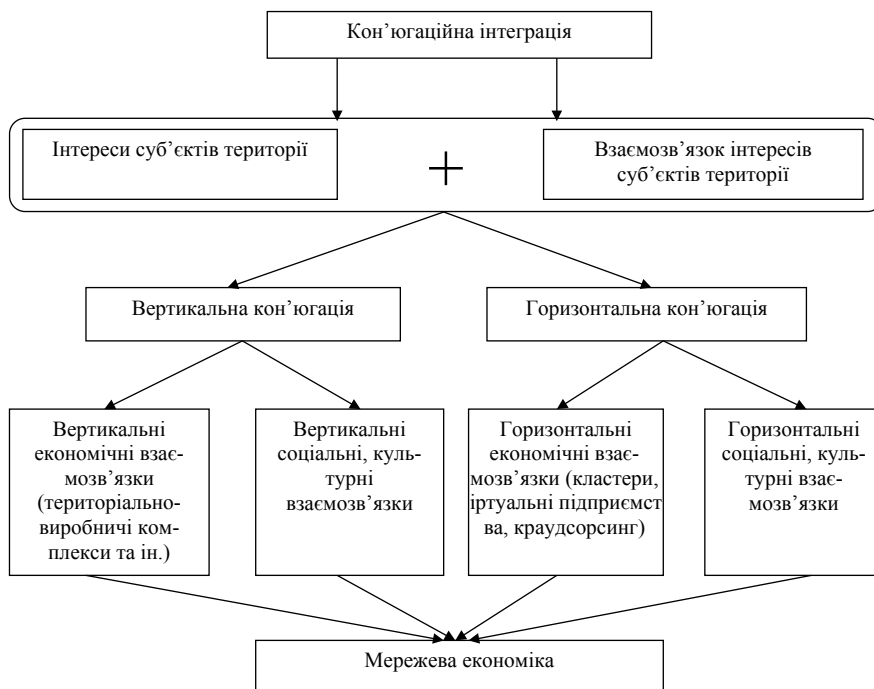 Кон’югаційна інтеграція
Інтереси суб’єктів території
+
Взаємозв’язок інтересів
суб’єктів території
Вертикальна кон’югація
Горизонтальна кон’югація
Вертикальні
економічні взає-
мозв’язки
(територіально-
виробничі ком-
плекси та ін.)
Вертикальні
соціальні, куль-
турні
взаємозв’язки
Горизонтальні
економічні взає-
мозв’язки (кластери,
іртуальні підприємст
ва, краудсорсинг)
Горизонтальні
соціальні, куль-
турні взає-
мозв’язки
Мережева економіка